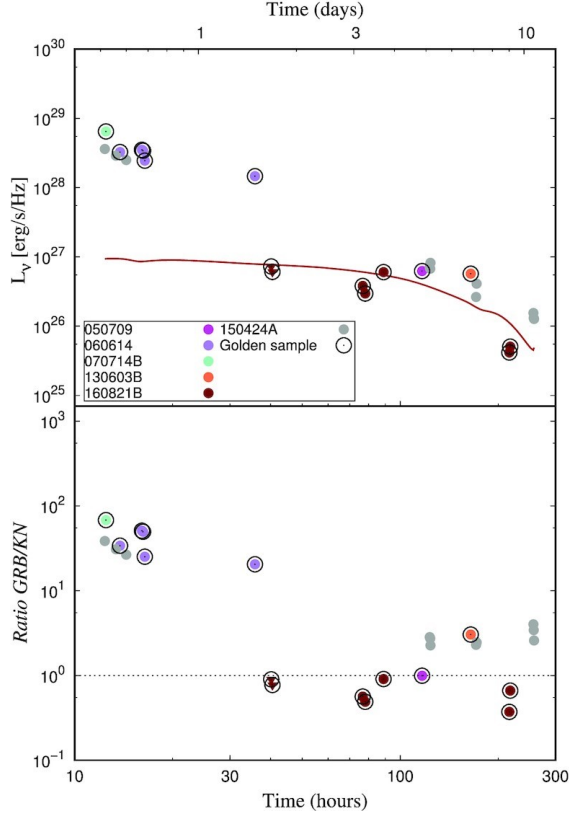 Time (days)
1 3 10
10^30
10^29
10^28
10^27
10^26
10^25
L_ν [erg/s/Hz]
050709 150424A
060614 Golden sample
070714B
130603B
160821B
10^3
10^2
10^1
10^0
10^-1
Ratio GRB/KN
10 30 100 300
Time (hours)